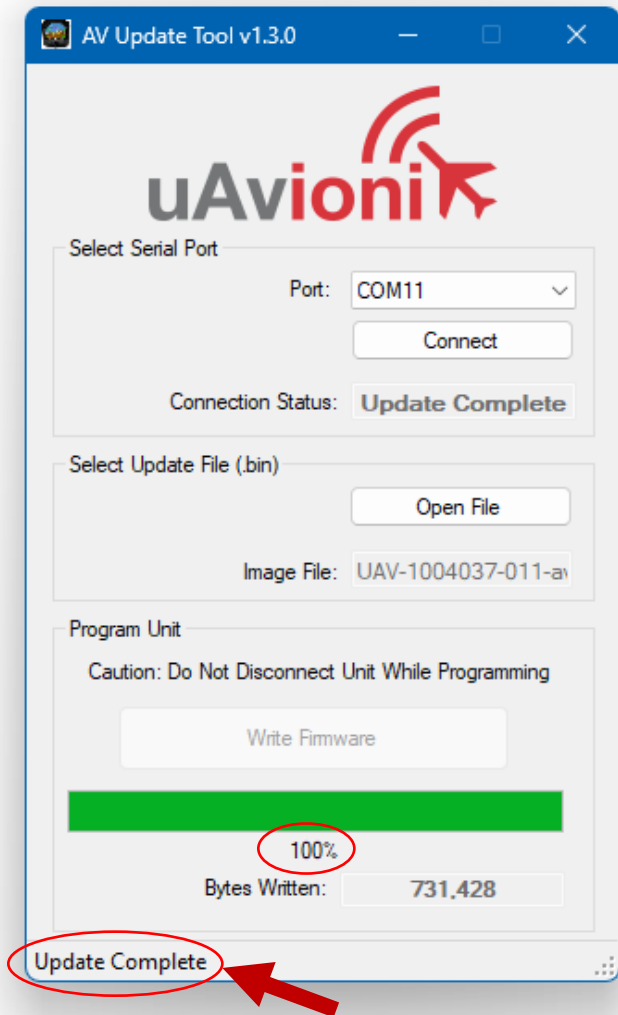 AV Update Tool v1.3.0
uAvionix
Select Serial Port
Port: COM11
Connect
Connection Status: Update Complete
Select Update File (.bin)
Open File
Image File: UAV-1004037-011-av
Program Unit
Caution: Do Not Disconnect Unit While Programming
Write Firmware
100%
Bytes Written: 731,428
Update Complete